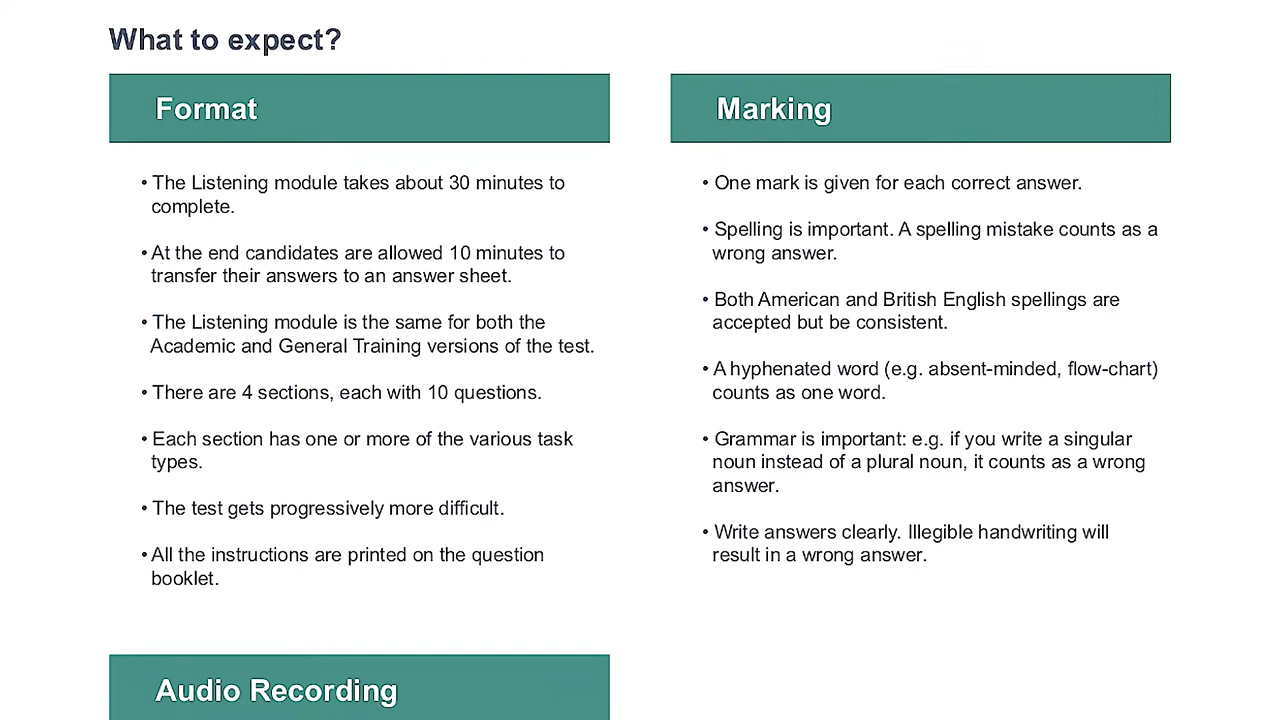 What to expect?
Format
• The Listening module takes about 30 minutes to
complete.
• At the end candidates are allowed 10 minutes to
transfer their answers to an answer sheet.
• The Listening module is the same for both the
Academic and General Training versions of the test.
• There are 4 sections, each with 10 questions.
• Each section has one or more of the various task
types.
• The test gets progressively more difficult.
• All the instructions are printed on the question
booklet.
Audio Recording
Marking
• One mark is given for each correct answer.
• Spelling is important. A spelling mistake counts as a
wrong answer.
• Both American and British English spellings are
accepted but be consistent.
• A hyphenated word (e.g. absent-minded, flow-chart)
counts as one word.
• Grammar is important: e.g. if you write a singular
noun instead of a plural noun, it counts as a wrong
answer.
• Write answers clearly. Illegible handwriting will
result in a wrong answer.